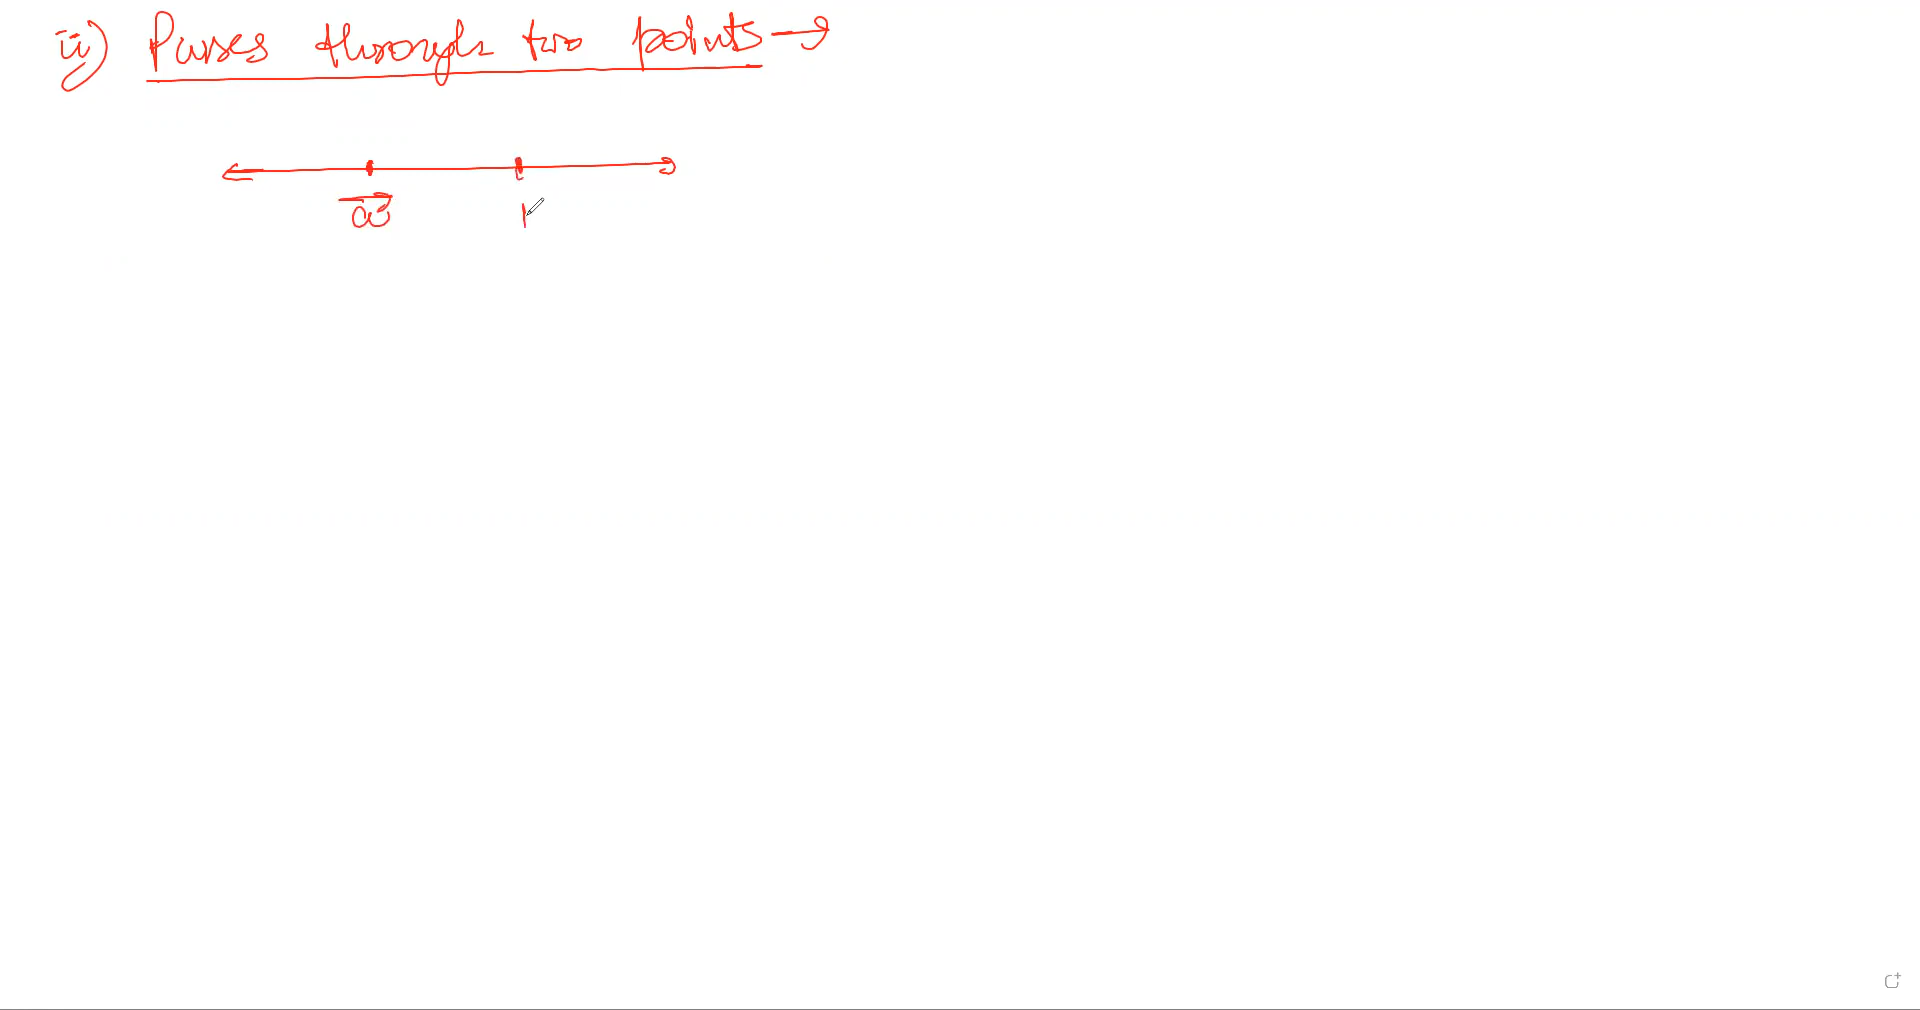 ii) Passes through two points →
a⃗